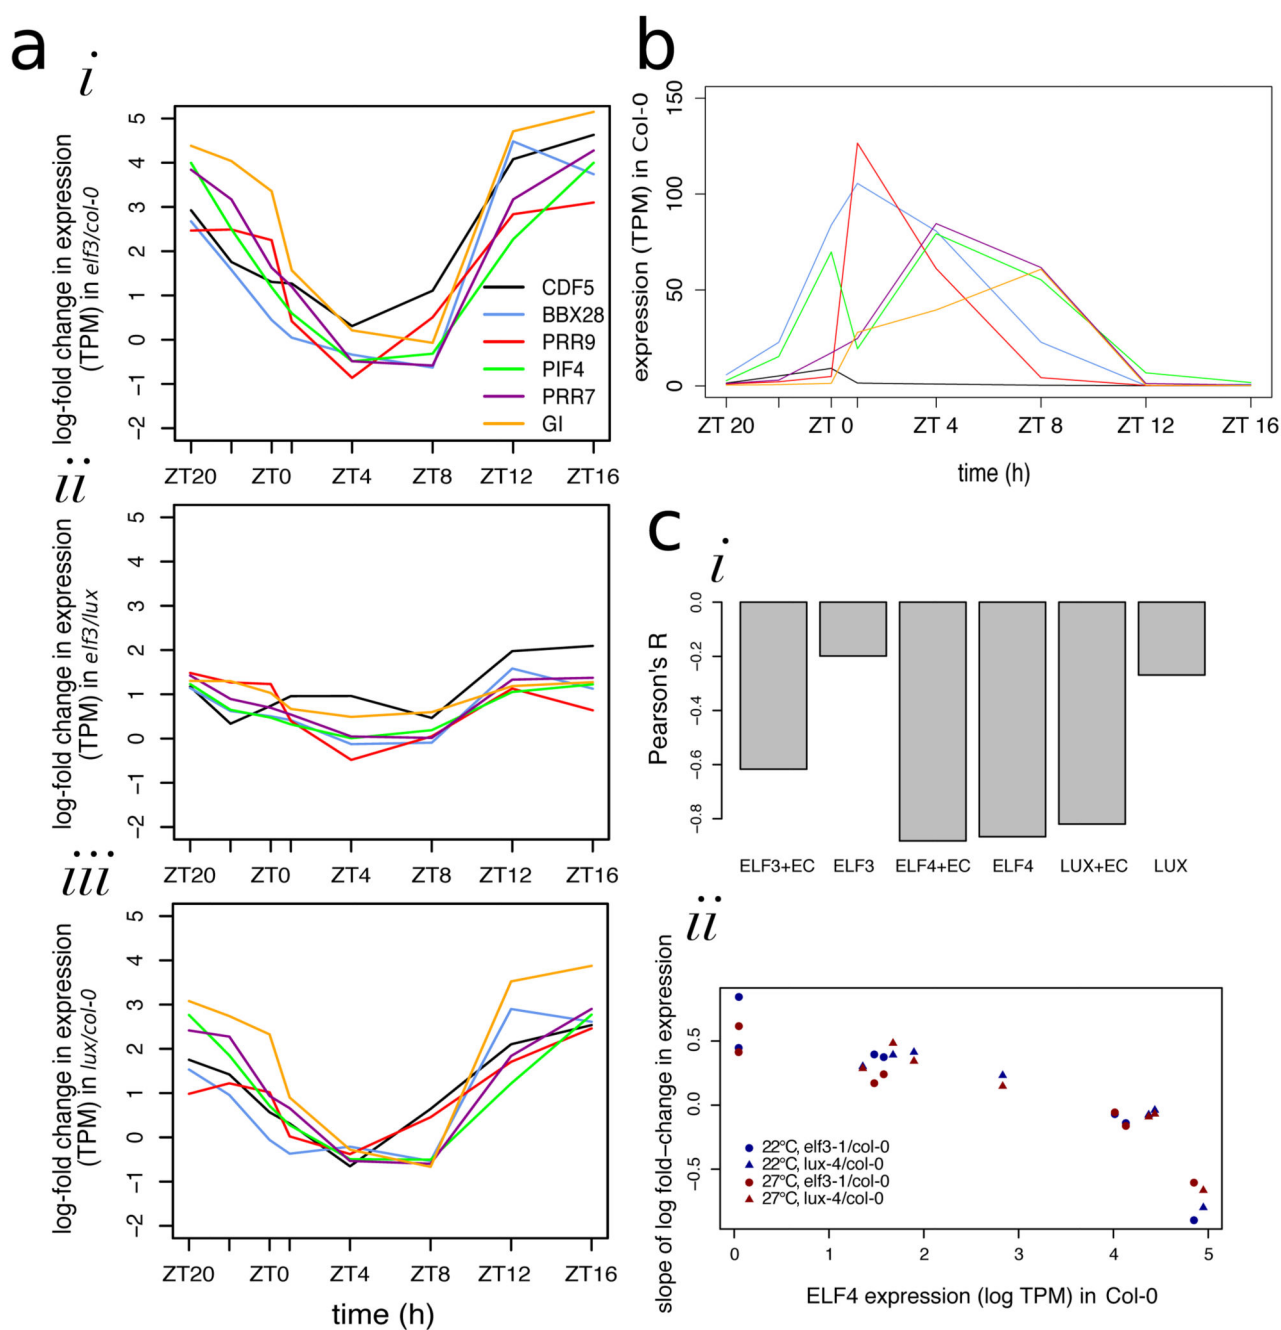 a
i
log-fold change in expression
(TPM) in elf3/col-0
5
4
3
2
1
0
−1
−2
CDF5
BBX28
PRR9
PIF4
PRR7
GI
ZT20 ZT0 ZT4 ZT8 ZT12 ZT16
ii
log-fold change in expression
(TPM) in elf3/lux
5
4
3
2
1
0
−1
−2
ZT20 ZT0 ZT4 ZT8 ZT12 ZT16
iii
log-fold change in expression
(TPM) in lux/col-0
5
4
3
2
1
0
−1
−2
ZT20 ZT0 ZT4 ZT8 ZT12 ZT16
time (h)
b
expression (TPM) in Col-0
150
100
50
0
ZT 20 ZT 0 ZT 4 ZT 8 ZT 12 ZT 16
time (h)
c
i
Pearson's R
0.0
−0.2
−0.4
−0.6
−0.8
ELF3+EC ELF3 ELF4+EC ELF4 LUX+EC LUX
ii
slope of log fold−change in expression
0.5
0.0
−0.5
22°C, elf3-1/col-0
22°C, lux-4/col-0
27°C, elf3-1/col-0
27°C, lux-4/col-0
0 1 2 3 4 5
ELF4 expression (log TPM) in Col-0